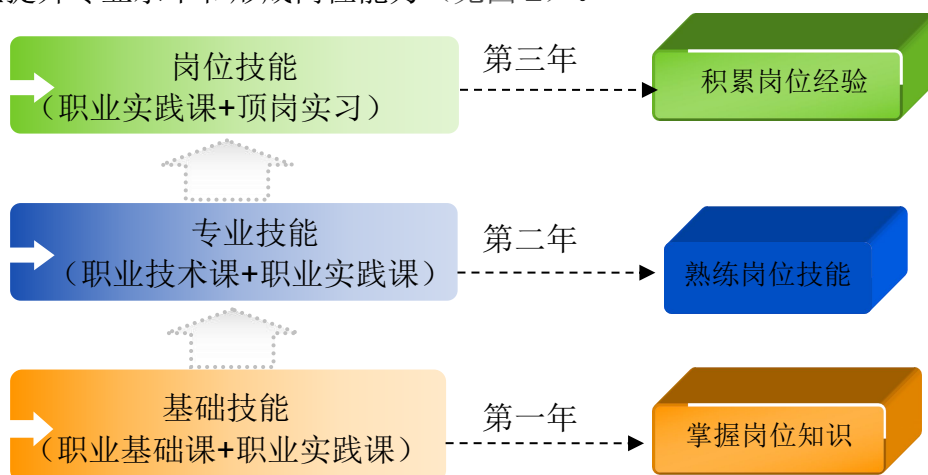 岗位技能
（职业实践课+顶岗实习）
第三年
积累岗位经验
专业技能
（职业技术课+职业实践课）
第二年
熟练岗位技能
基础技能
（职业基础课+职业实践课）
第一年
掌握岗位知识